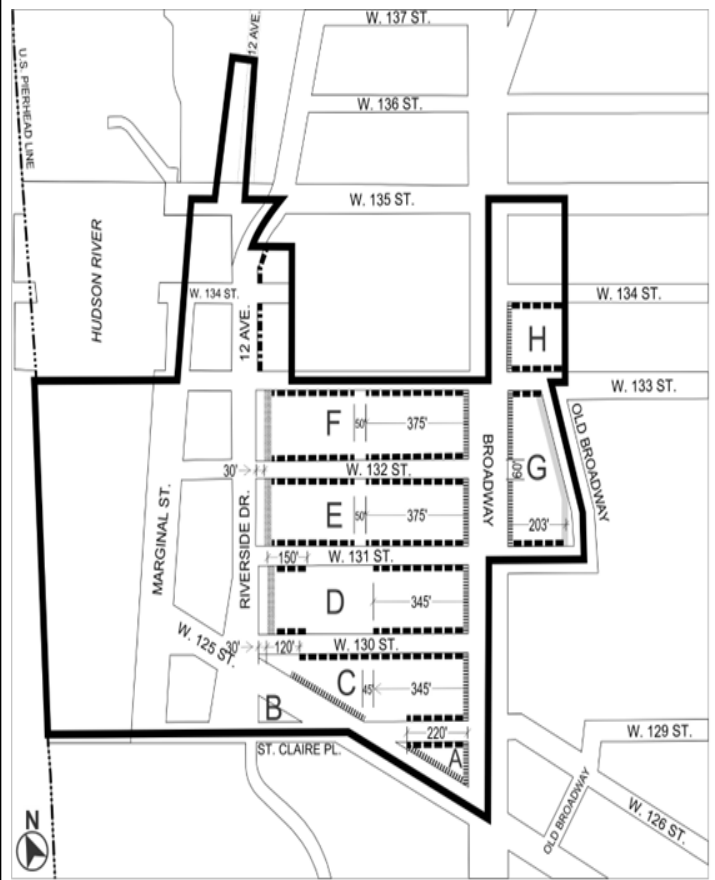 W. 137 ST.
12 AVE.
U.S. PIERHEAD LINE
W. 136 ST.
W. 135 ST.
HUDSON RIVER
W. 134 ST.
W. 134 ST.
12 AVE.
H
W. 133 ST.
OLD BROADWAY
F
50'
375'
BROADWAY
G
60'
30'
W. 132 ST.
MARGINAL ST.
RIVERSIDE DR.
E
50'
375'
203'
150'
W. 131 ST.
D
345'
W. 125 ST.
30'
120'
W. 130 ST.
C
45'
345'
B
220'
W. 129 ST.
ST. CLAIRE PL.
A
OLD BROADWAY
W. 126 ST.
N